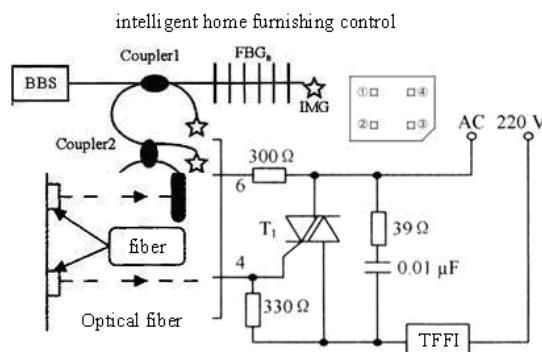 intelligent home furnishing control
Coupler1
FBGs
BBS
IMG
① ④
② ③
AC 220 V
Coupler2
300 Ω
6
T1
39 Ω
fiber
4
0.01 µF
330 Ω
Optical fiber
TFFI